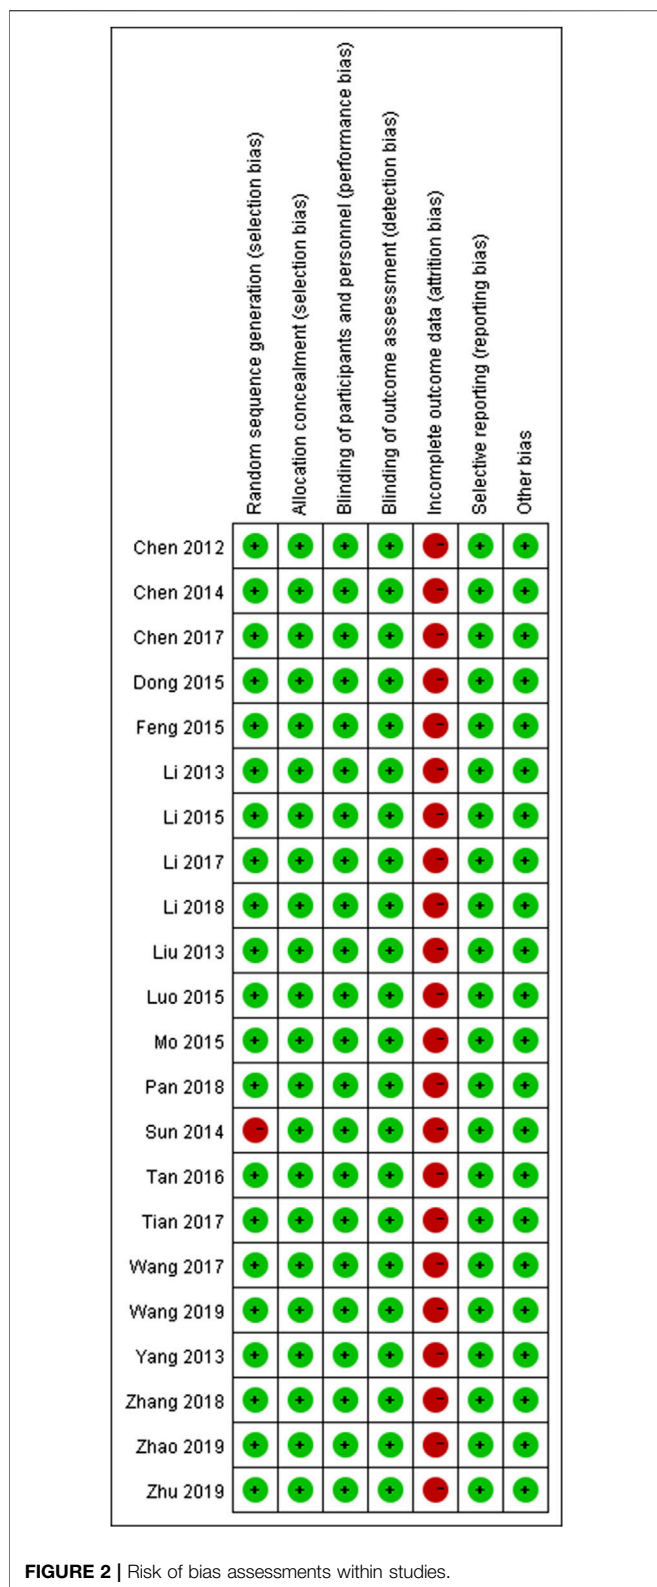 Random sequence generation (selection bias)
Allocation concealment (selection bias)
Blinding of participants and personnel (performance bias)
Blinding of outcome assessment (detection bias)
Incomplete outcome data (attrition bias)
Selective reporting (reporting bias)
Other bias
Chen 2012 + + + + - + +
Chen 2014 + + + + - + +
Chen 2017 + + + + - + +
Dong 2015 + + + + - + +
Feng 2015 + + + + - + +
Li 2013 + + + + - + +
Li 2015 + + + + - + +
Li 2017 + + + + - + +
Li 2018 + + + + - + +
Liu 2013 + + + + - + +
Luo 2015 + + + + - + +
Mo 2015 + + + + - + +
Pan 2018 + + + + - + +
Sun 2014 - + + + - + +
Tan 2016 + + + + - + +
Tian 2017 + + + + - + +
Wang 2017 + + + + - + +
Wang 2019 + + + + - + +
Yang 2013 + + + + - + +
Zhang 2018 + + + + - + +
Zhao 2019 + + + + - + +
Zhu 2019 + + + + - + +
FIGURE 2 | Risk of bias assessments within studies.